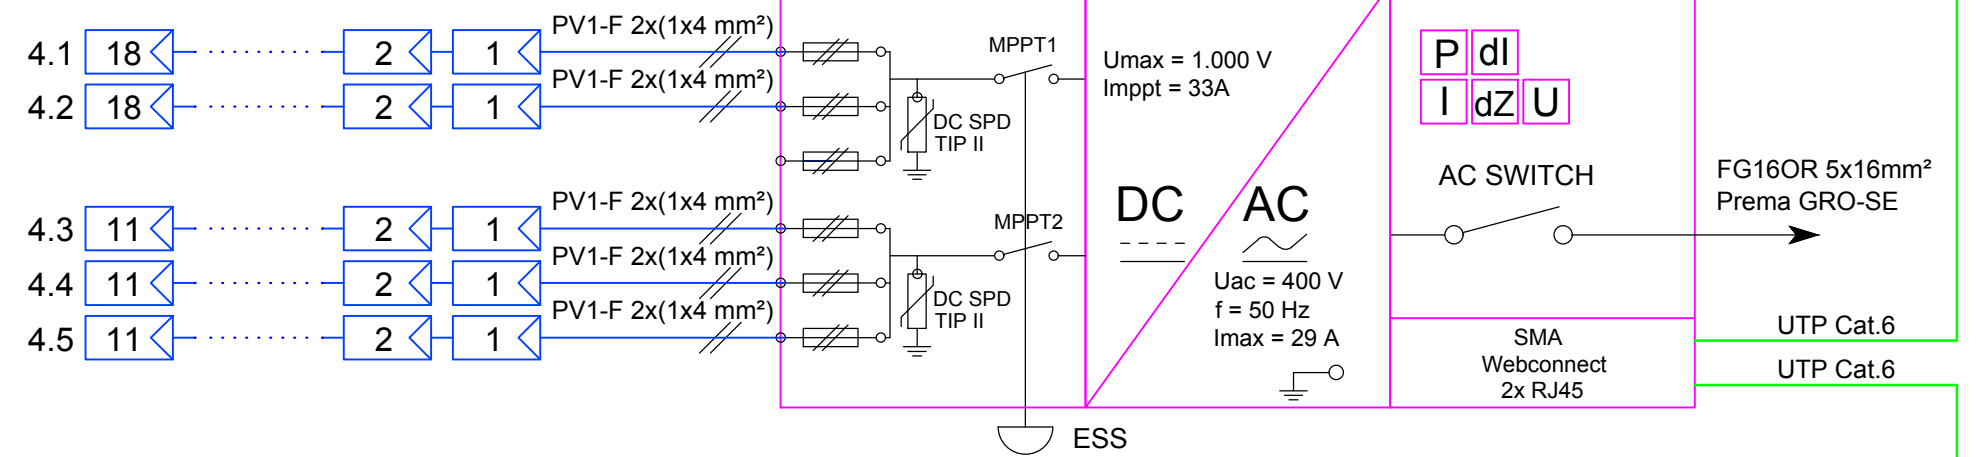 4.1 18 2 1 PV1-F 2x(1x4 mm²)
4.2 18 2 1 PV1-F 2x(1x4 mm²)
4.3 11 2 1 PV1-F 2x(1x4 mm²)
4.4 11 2 1 PV1-F 2x(1x4 mm²)
4.5 11 2 1 PV1-F 2x(1x4 mm²)
MPPT1
DC SPD
TIP II
MPPT2
DC SPD
TIP II
ESS
Umax = 1.000 V
Imppt = 33A
DC
AC
Uac = 400 V
f = 50 Hz
Imax = 29 A
P dI
I dZ U
AC SWITCH
SMA
Webconnect
2x RJ45
FG16OR 5x16mm²
Prema GRO-SE
UTP Cat.6
UTP Cat.6